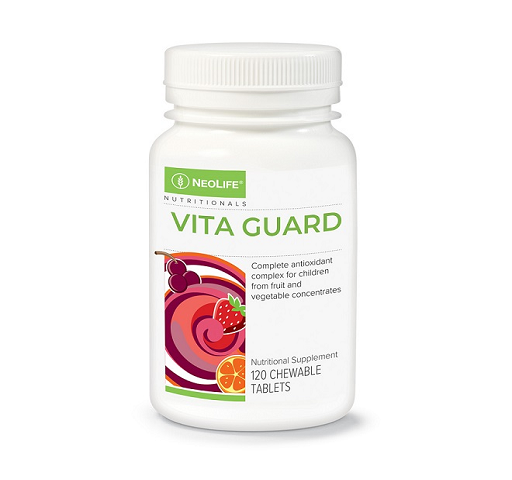 NEOLIFE®
NUTRITIONALS
VITA GUARD
Complete antioxidant
complex for children
from fruit and
vegetable concentrates
Nutritional Supplement
120 CHEWABLE
TABLETS